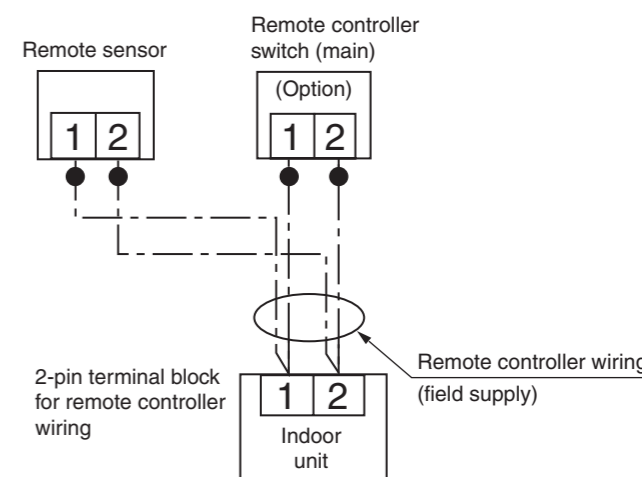 Remote sensor
1 2
Remote controller
switch (main)
(Option)
1 2
2-pin terminal block
for remote controller
wiring
1 2
Indoor
unit
Remote controller wiring
(field supply)